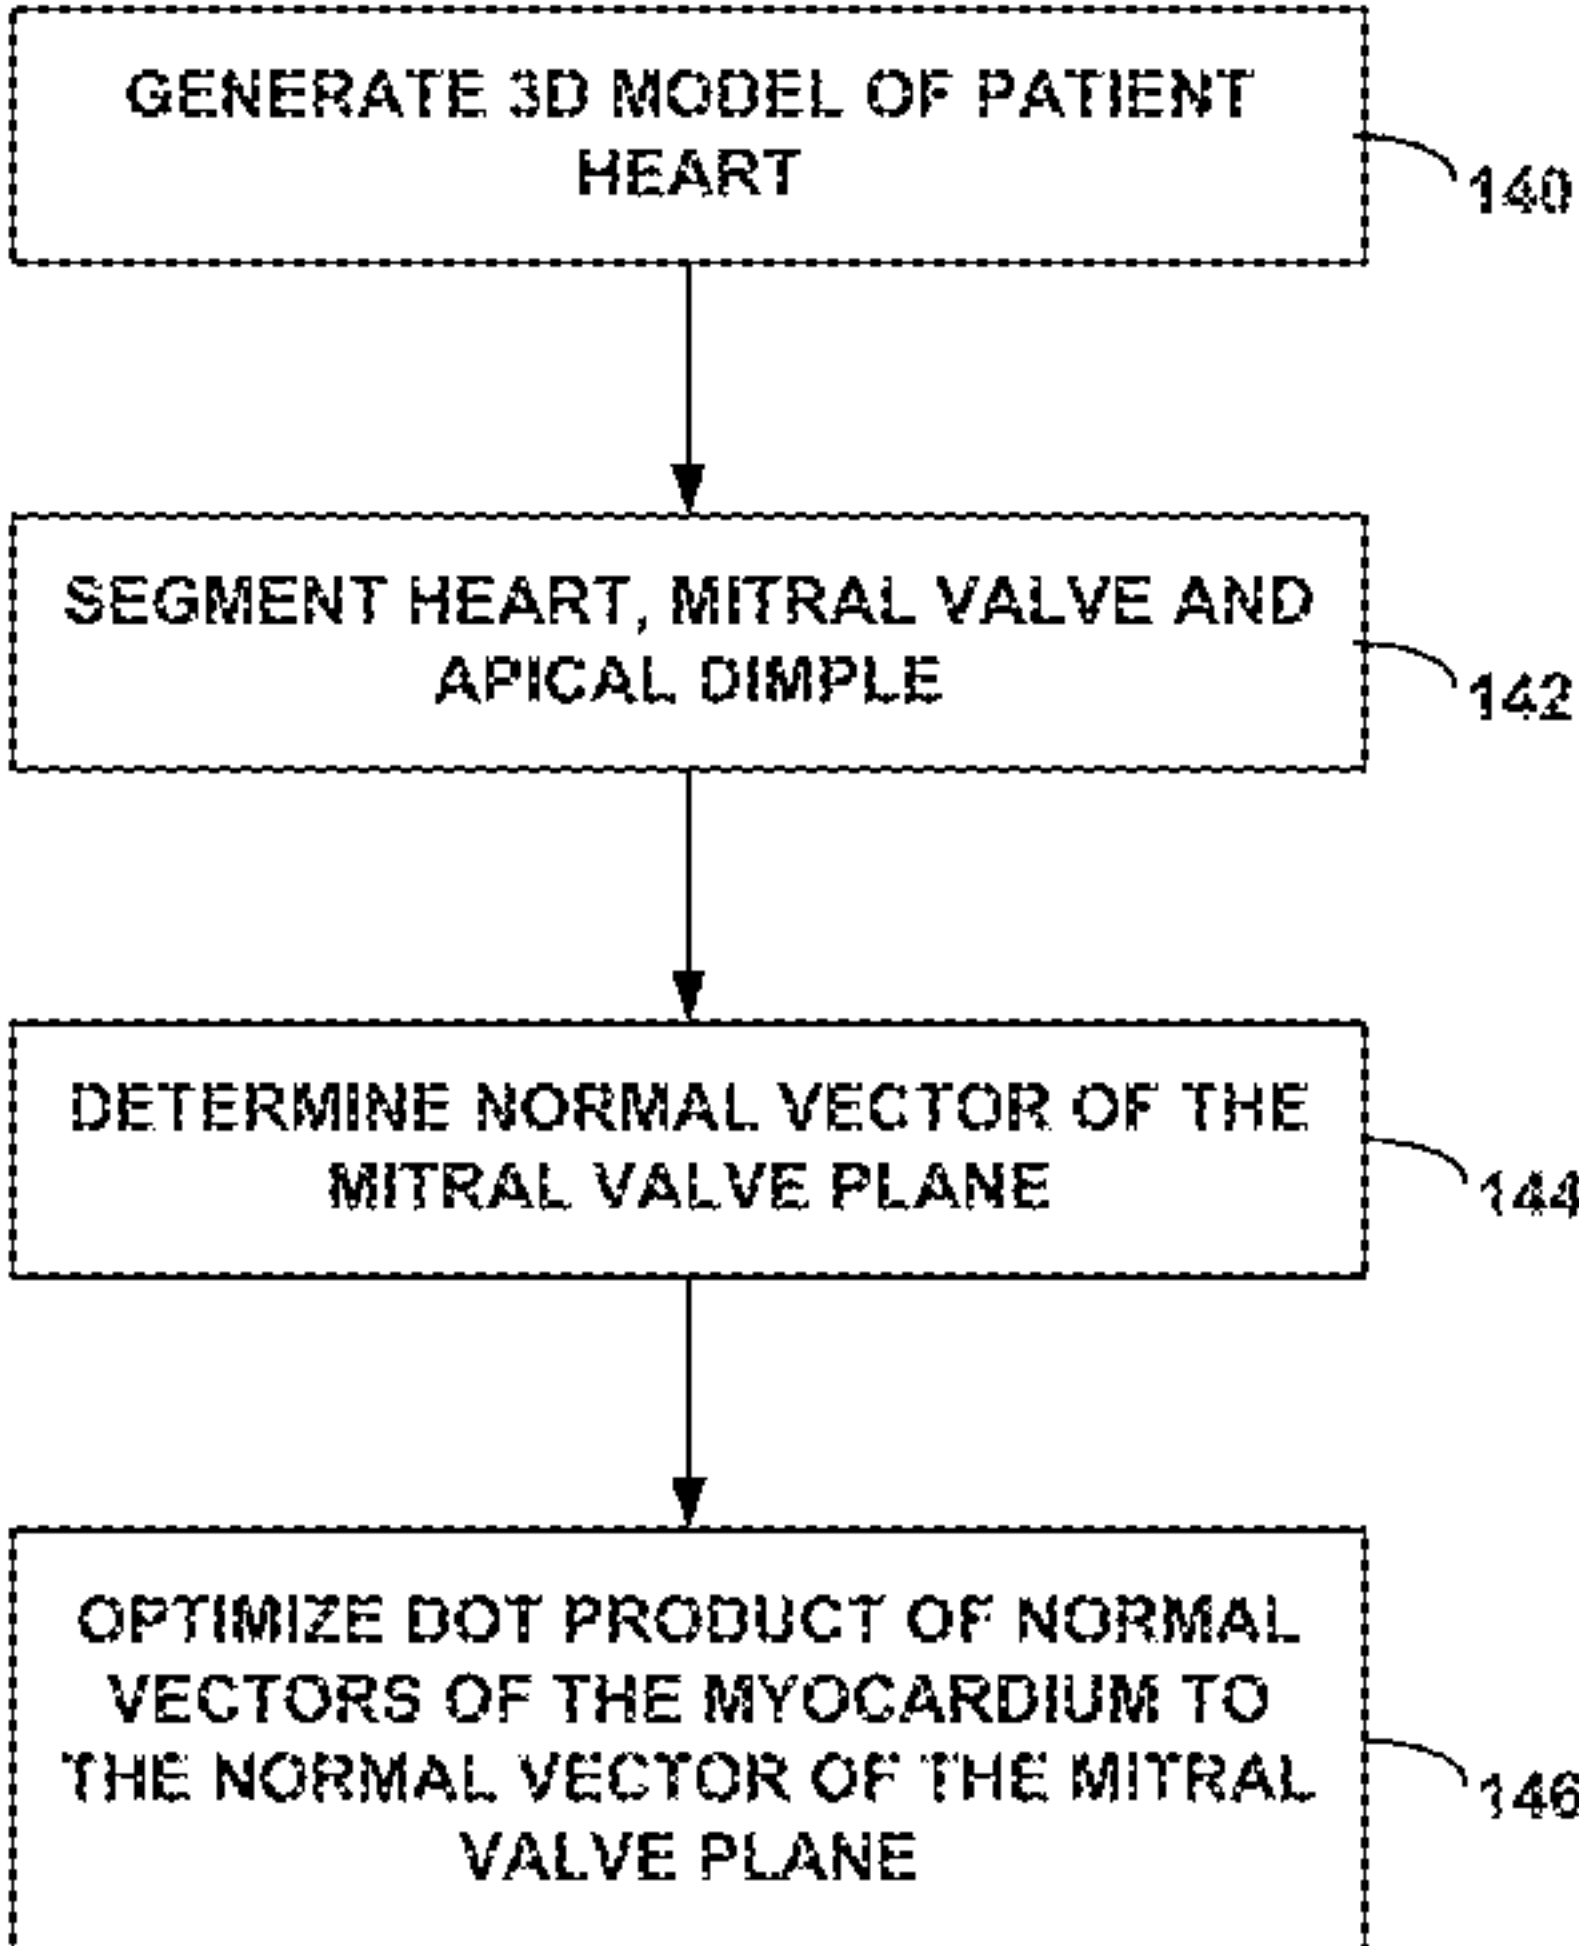 GENERATE 3D MODEL OF PATIENT
HEART
140
SEGMENT HEART, MITRAL VALVE AND
APICAL DIMPLE
142
DETERMINE NORMAL VECTOR OF THE
MITRAL VALVE PLANE
144
OPTIMIZE DOT PRODUCT OF NORMAL
VECTORS OF THE MYOCARDIUM TO
THE NORMAL VECTOR OF THE MITRAL
VALVE PLANE
146